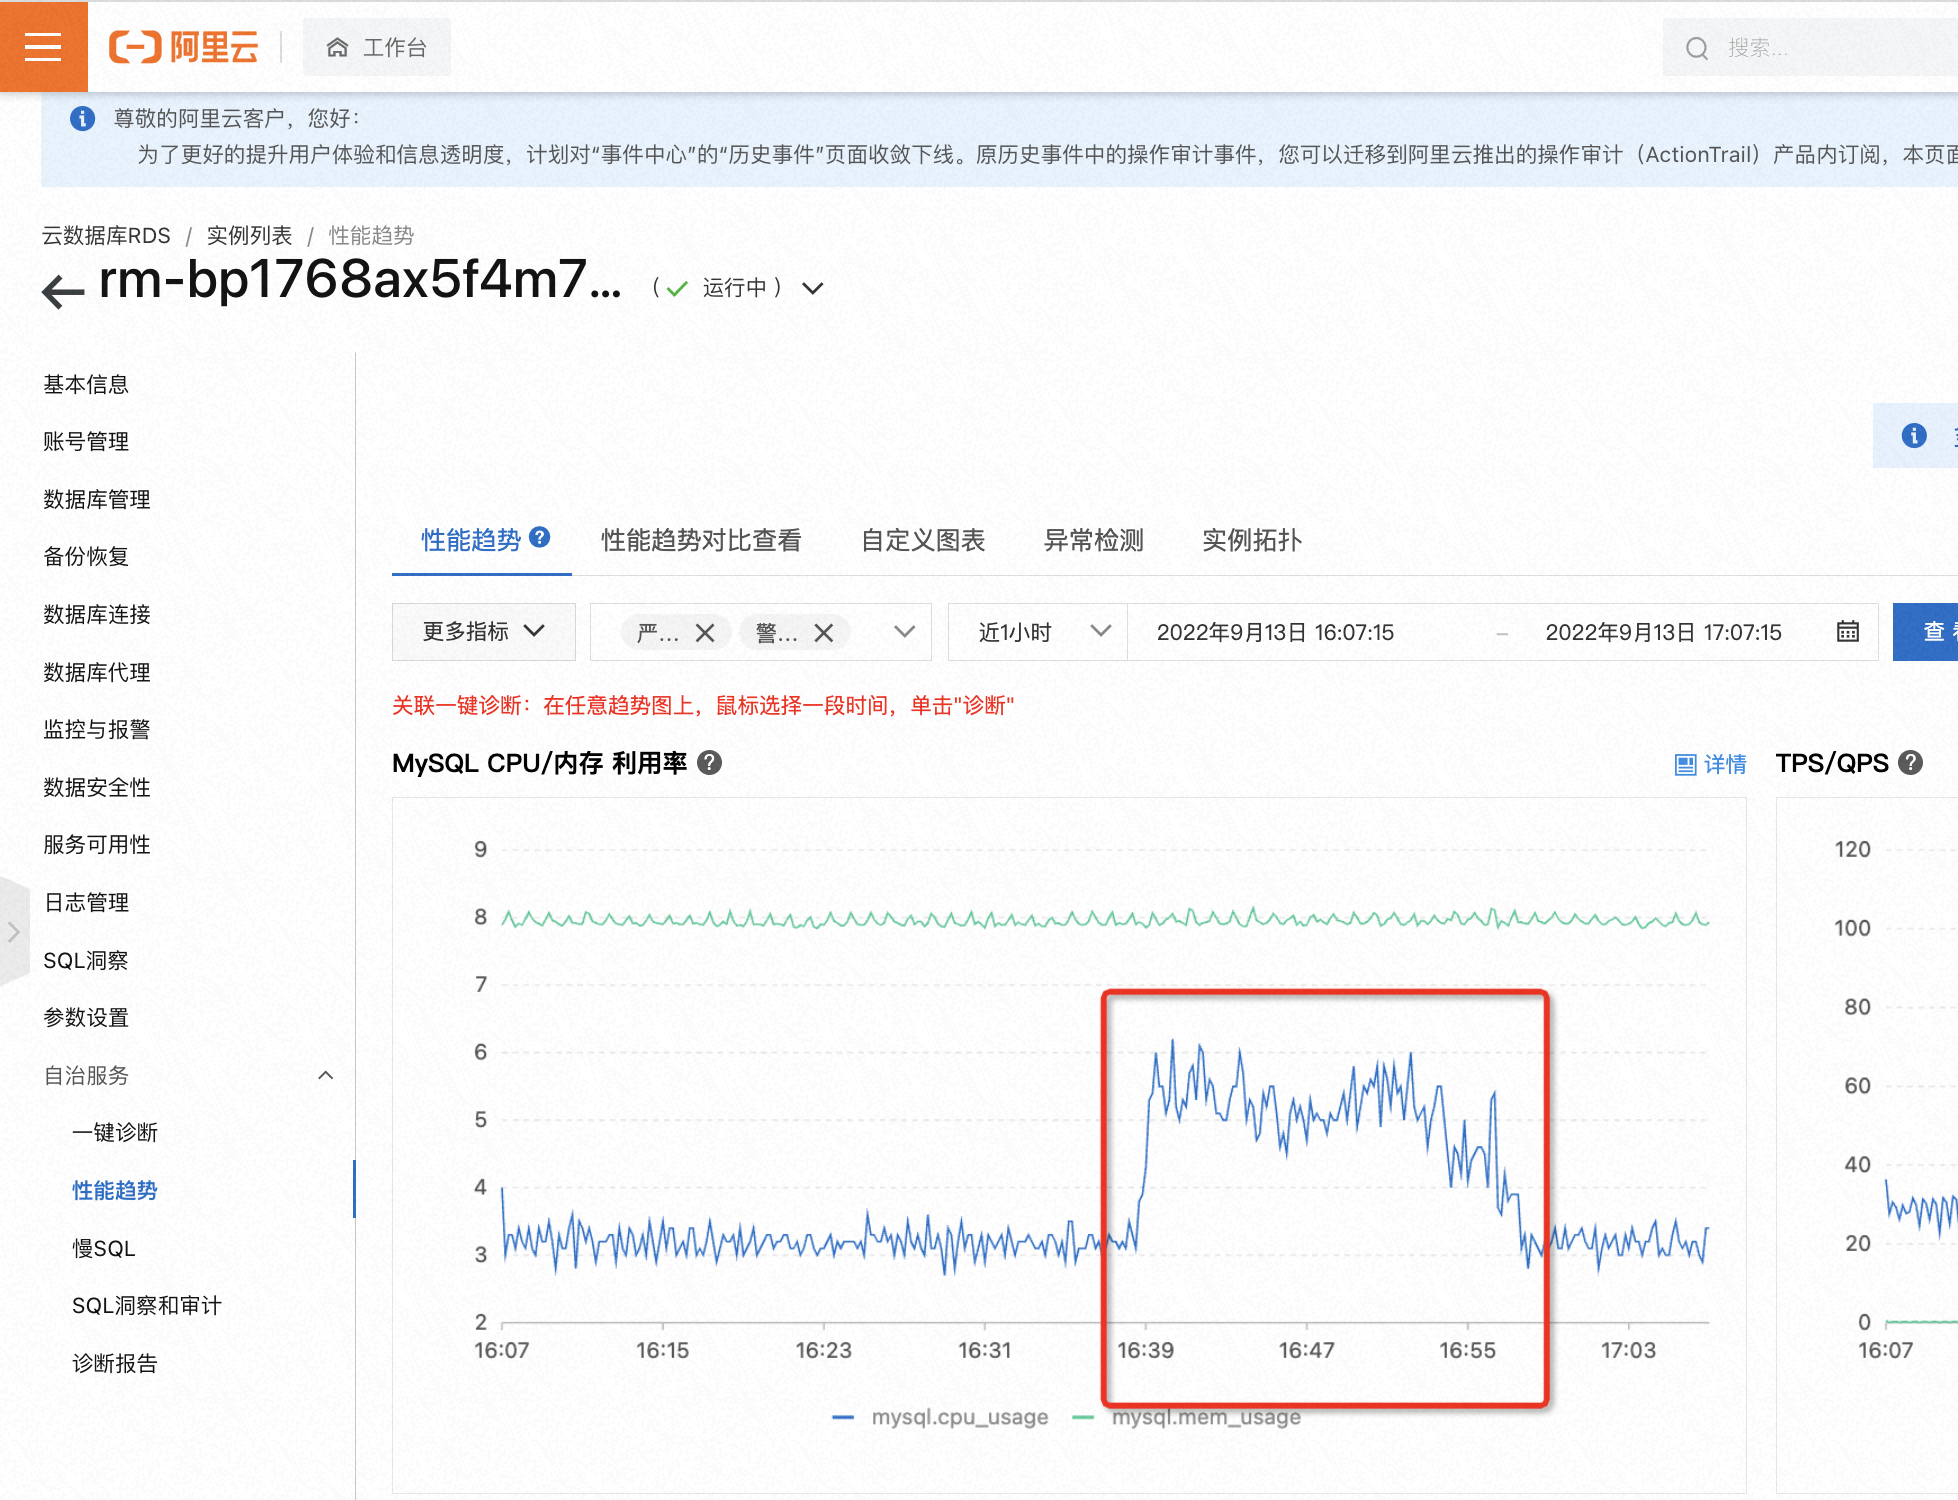 阿里云
工作台
搜索...
尊敬的阿里云客户，您好：
为了更好的提升用户体验和信息透明度，计划对“事件中心”的“历史事件”页面收敛下线。原历史事件中的操作审计事件，您可以迁移到阿里云推出的操作审计（ActionTrail）产品内订阅，本页
云数据库RDS / 实例列表 / 性能趋势
rm-bp1768ax5f4m7... （ 运行中 ）
基本信息
账号管理
数据库管理
备份恢复
数据库连接
数据库代理
监控与报警
数据安全性
服务可用性
日志管理
SQL洞察
参数设置
自治服务
一键诊断
性能趋势
慢SQL
SQL洞察和审计
诊断报告
性能趋势 性能趋势对比查看 自定义图表 异常检测 实例拓扑
更多指标 严... 警... 近1小时 2022年9月13日 16:07:15 – 2022年9月13日 17:07:15 查
关联一键诊断：在任意趋势图上，鼠标选择一段时间，单击"诊断"
MySQL CPU/内存 利用率 详情
9
8
7
6
5
4
3
2
16:07 16:15 16:23 16:31 16:39 16:47 16:55 17:03
mysql.cpu_usage mysql.mem_usage
TPS/QPS
120
100
80
60
40
20
0
16:07